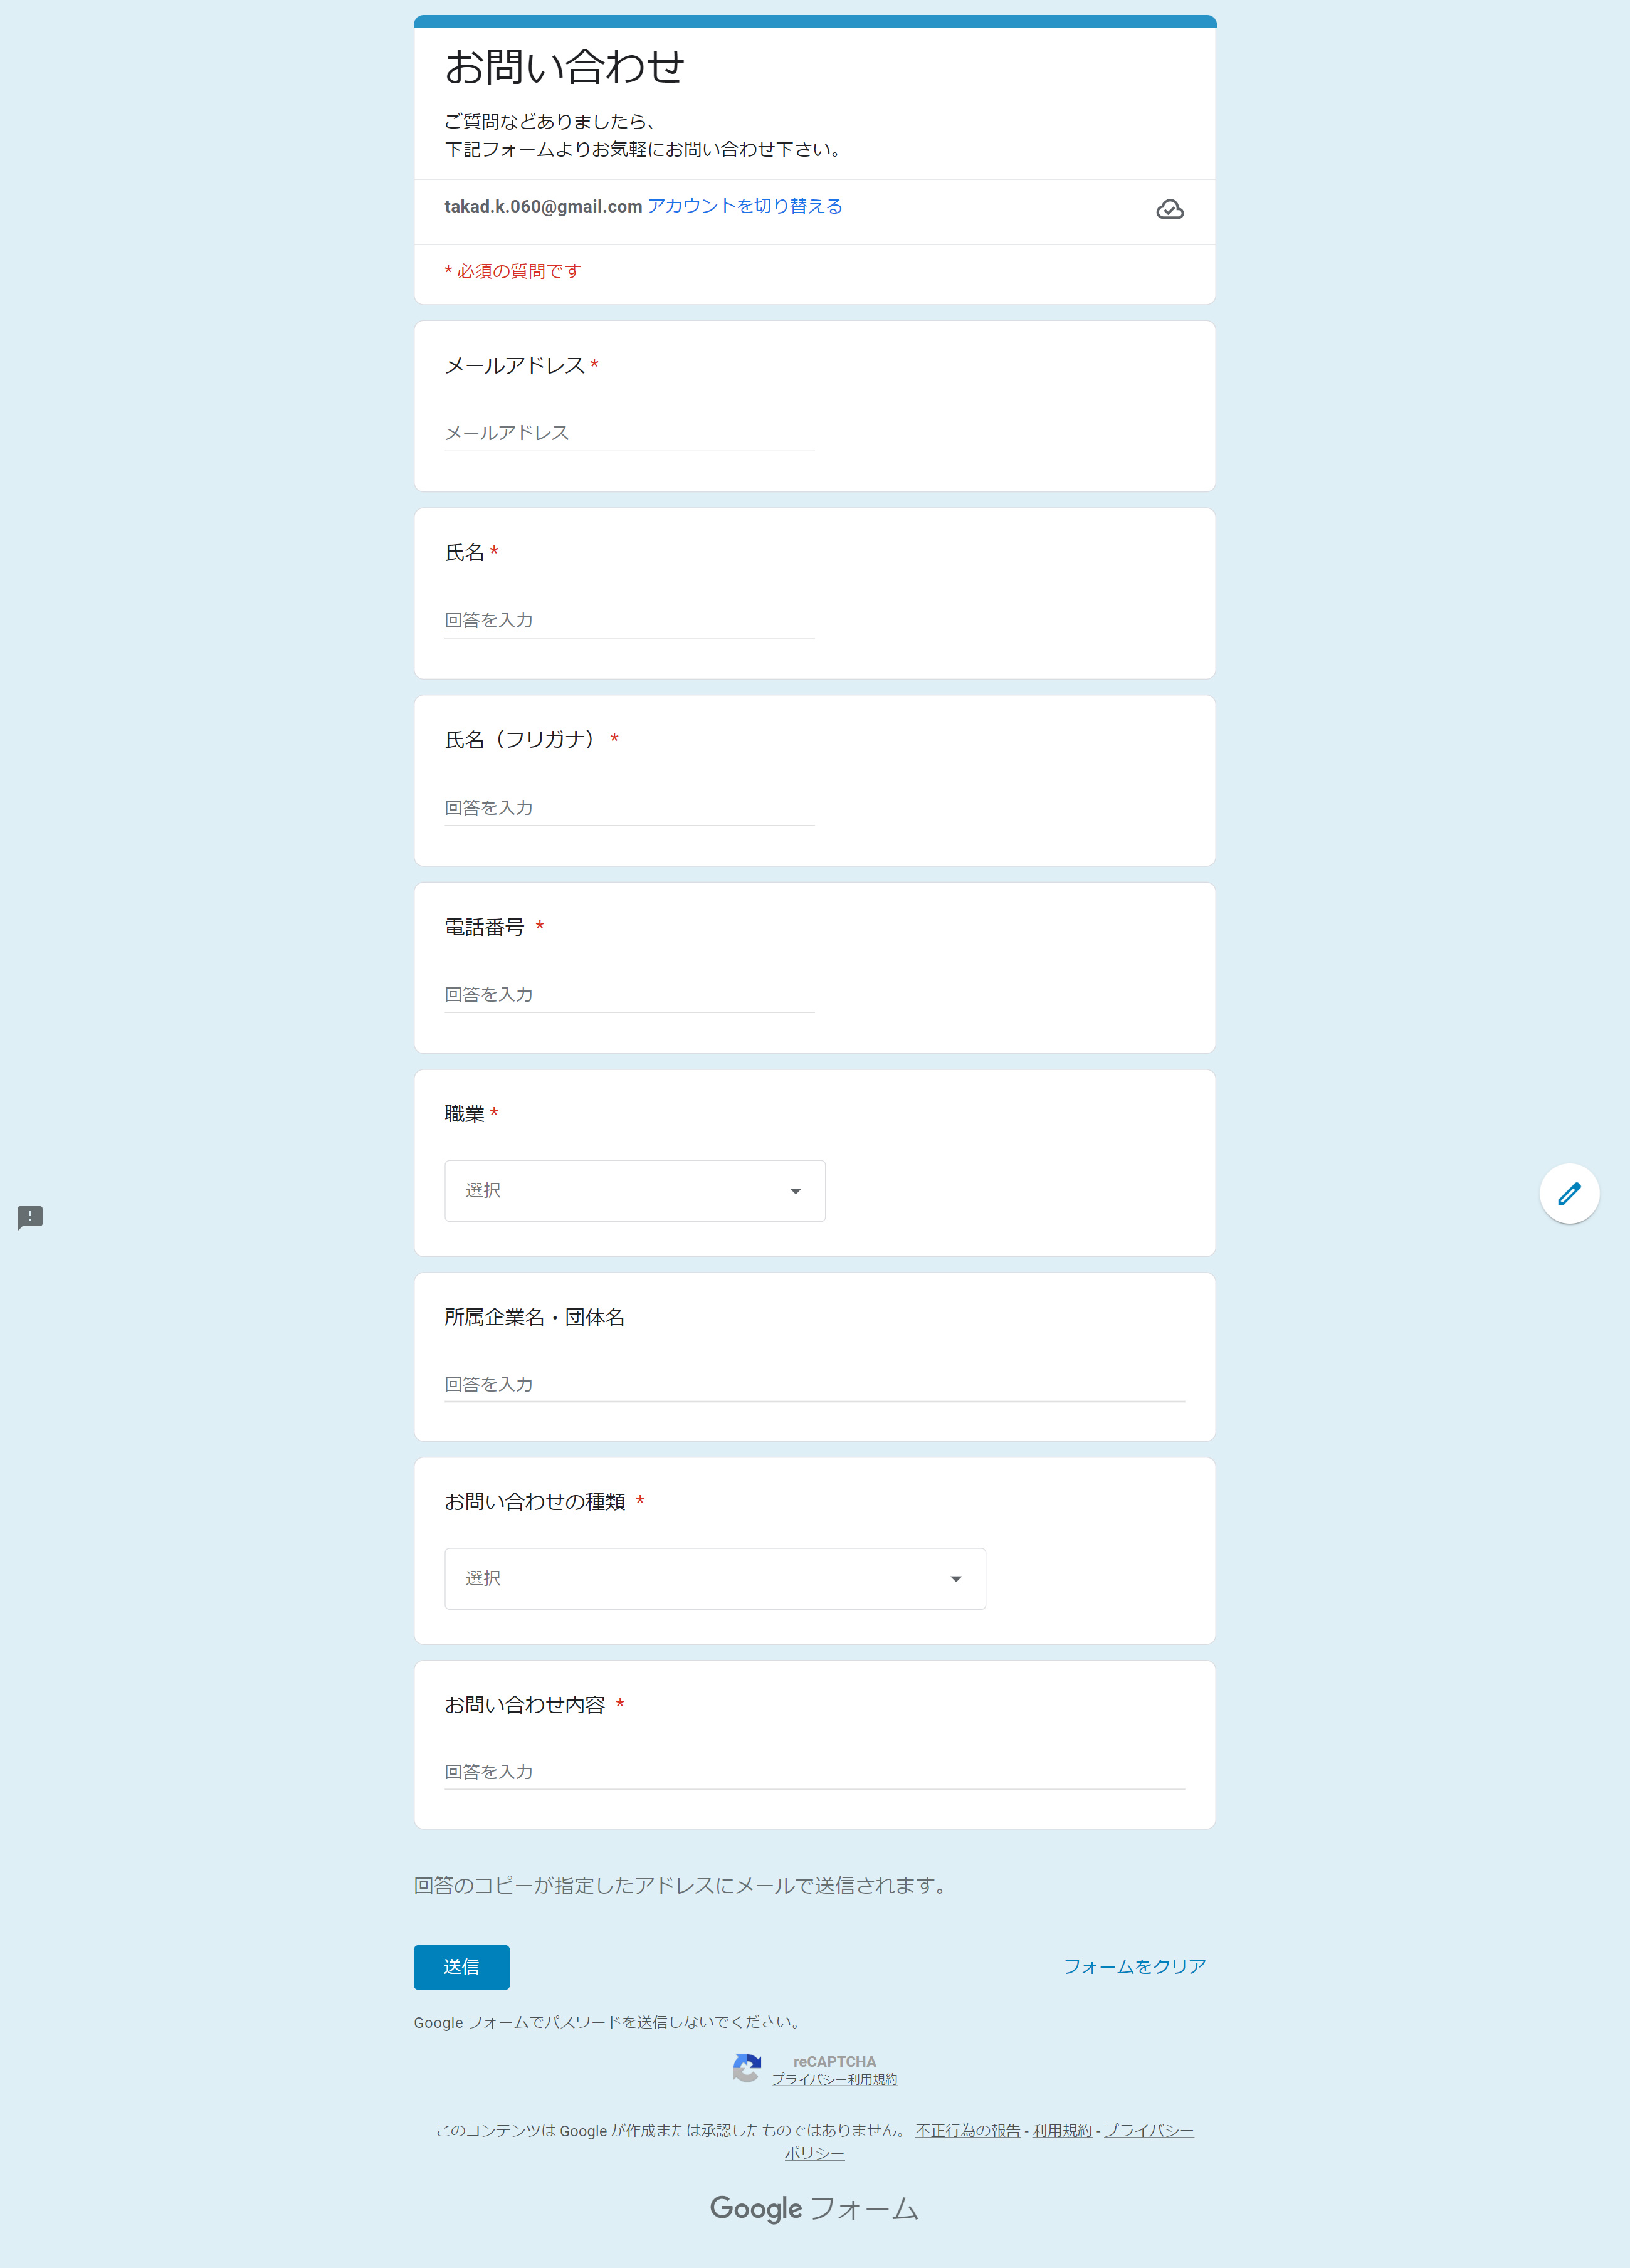 お問い合わせ
ご質問などありましたら、
下記フォームよりお気軽にお問い合わせ下さい。
takad.k.060@gmail.com アカウントを切り替える
* 必須の質問です
メールアドレス *
メールアドレス
氏名 *
回答を入力
氏名（フリガナ） *
回答を入力
電話番号 *
回答を入力
職業 *
選択
所属企業名・団体名
回答を入力
お問い合わせの種類 *
選択
お問い合わせ内容 *
回答を入力
回答のコピーが指定したアドレスにメールで送信されます。
送信 フォームをクリア
Google フォームでパスワードを送信しないでください。
reCAPTCHA
プライバシー利用規約
このコンテンツは Google が作成または承認したものではありません。 不正行為の報告 - 利用規約 - プライバシー
ポリシー
Google フォーム